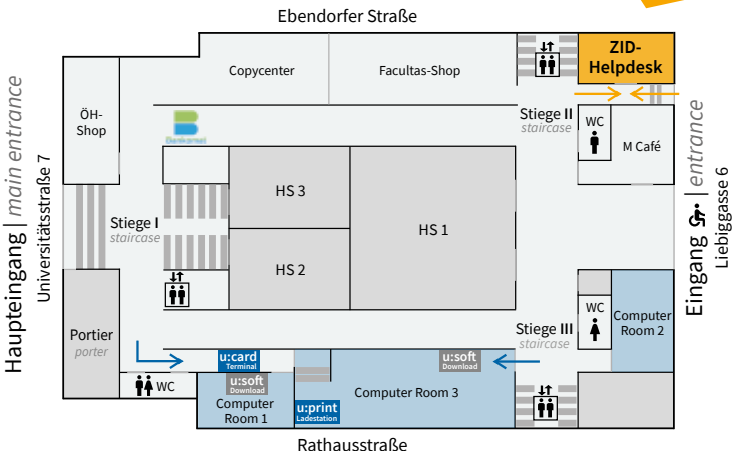 Ebendorfer Straße
ZID-
Helpdesk
Copycenter
Facultas-Shop
ÖH-
Shop
Stiege II
staircase
WC
M Café
HS 3
HS 1
HS 2
Stiege I
staircase
Haupteingang | main entrance
Universitätsstraße 7
Eingang | entrance
Liebiggasse 6
Portier
porter
WC
Computer
Room 2
Stiege III
staircase
u:card
Terminal
u:soft
Download
u:soft
Download
WC
Computer
Room 1
u:print
Ladestation
Computer Room 3
Rathausstraße